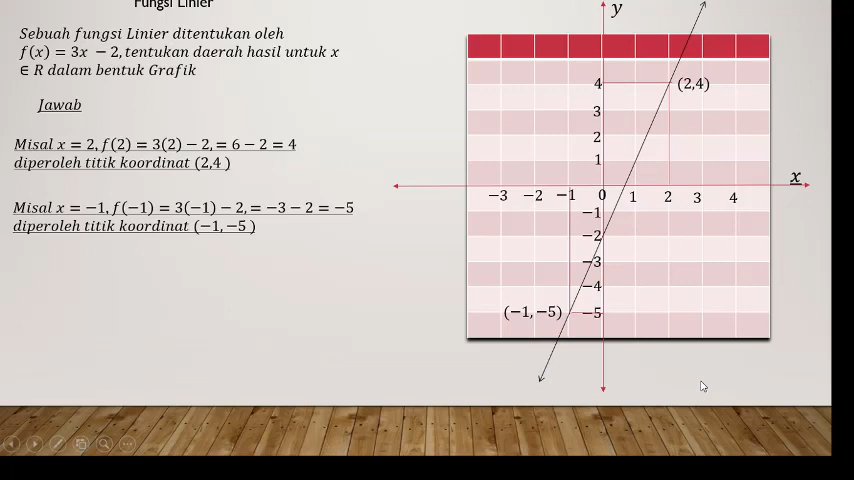 Fungsi Linier
Sebuah fungsi Linier ditentukan oleh
f(x) = 3x − 2, tentukan daerah hasil untuk x
∈ R dalam bentuk Grafik
Jawab
Misal x = 2, f(2) = 3(2) − 2, = 6 − 2 = 4
diperoleh titik koordinat (2,4 )
Misal x = −1, f(−1) = 3(−1) − 2, = −3 − 2 = −5
diperoleh titik koordinat (−1, −5 )
y
4
(2,4)
3
2
1
x
−3 −2 −1 0 1 2 3 4
−1
−2
−3
−4
(−1, −5) −5